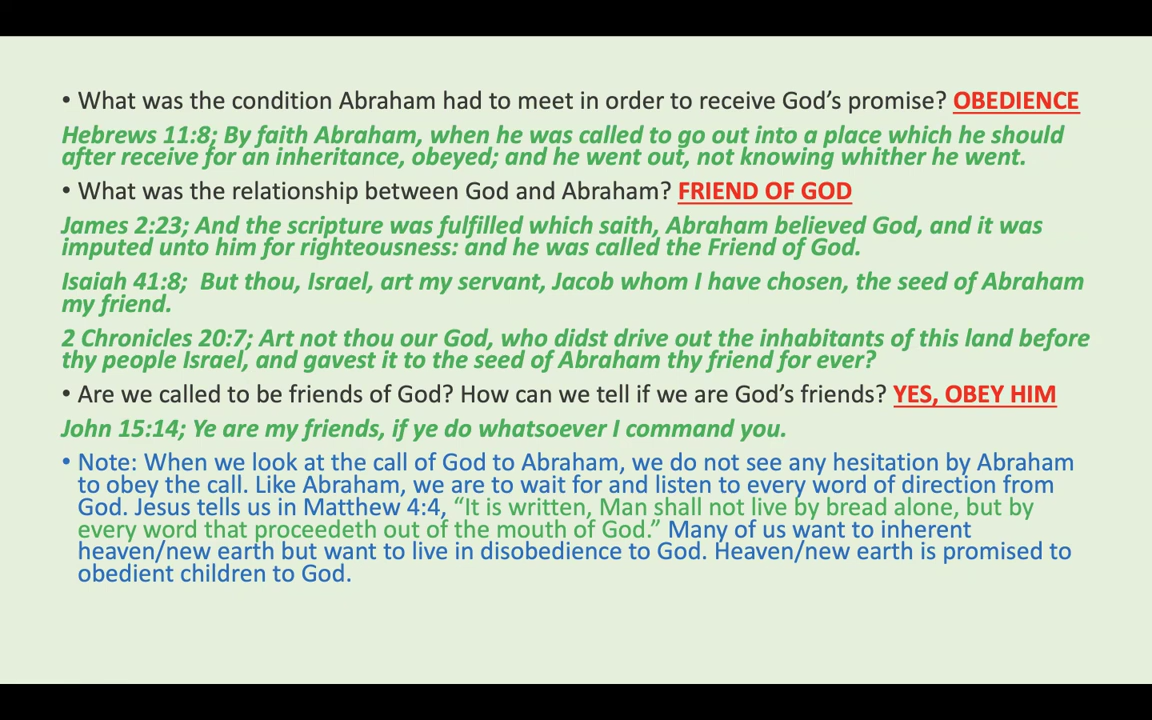 • What was the condition Abraham had to meet in order to receive God’s promise? OBEDIENCE
Hebrews 11:8; By faith Abraham, when he was called to go out into a place which he should
after receive for an inheritance, obeyed; and he went out, not knowing whither he went.
• What was the relationship between God and Abraham? FRIEND OF GOD
James 2:23; And the scripture was fulfilled which saith, Abraham believed God, and it was
imputed unto him for righteousness: and he was called the Friend of God.
Isaiah 41:8;  But thou, Israel, art my servant, Jacob whom I have chosen, the seed of Abraham
my friend.
2 Chronicles 20:7; Art not thou our God, who didst drive out the inhabitants of this land before
thy people Israel, and gavest it to the seed of Abraham thy friend for ever?
• Are we called to be friends of God? How can we tell if we are God’s friends? YES, OBEY HIM
John 15:14; Ye are my friends, if ye do whatsoever I command you.
• Note: When we look at the call of God to Abraham, we do not see any hesitation by Abraham
to obey the call. Like Abraham, we are to wait for and listen to every word of direction from
God. Jesus tells us in Matthew 4:4, “It is written, Man shall not live by bread alone, but by
every word that proceedeth out of the mouth of God.” Many of us want to inherent
heaven/new earth but want to live in disobedience to God. Heaven/new earth is promised to
obedient children to God.